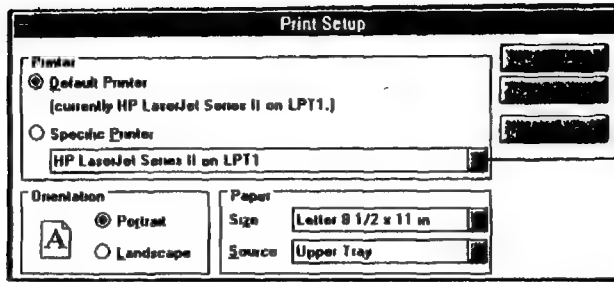 Print Setup
Printer
Default Printer
(currently HP LaserJet Series II on LPT1.)
Specific Printer
HP LaserJet Series II on LPT1
Orientation
Portrait
Landscape
A
Paper
Size Letter 8 1/2 x 11 in
Source Upper Tray